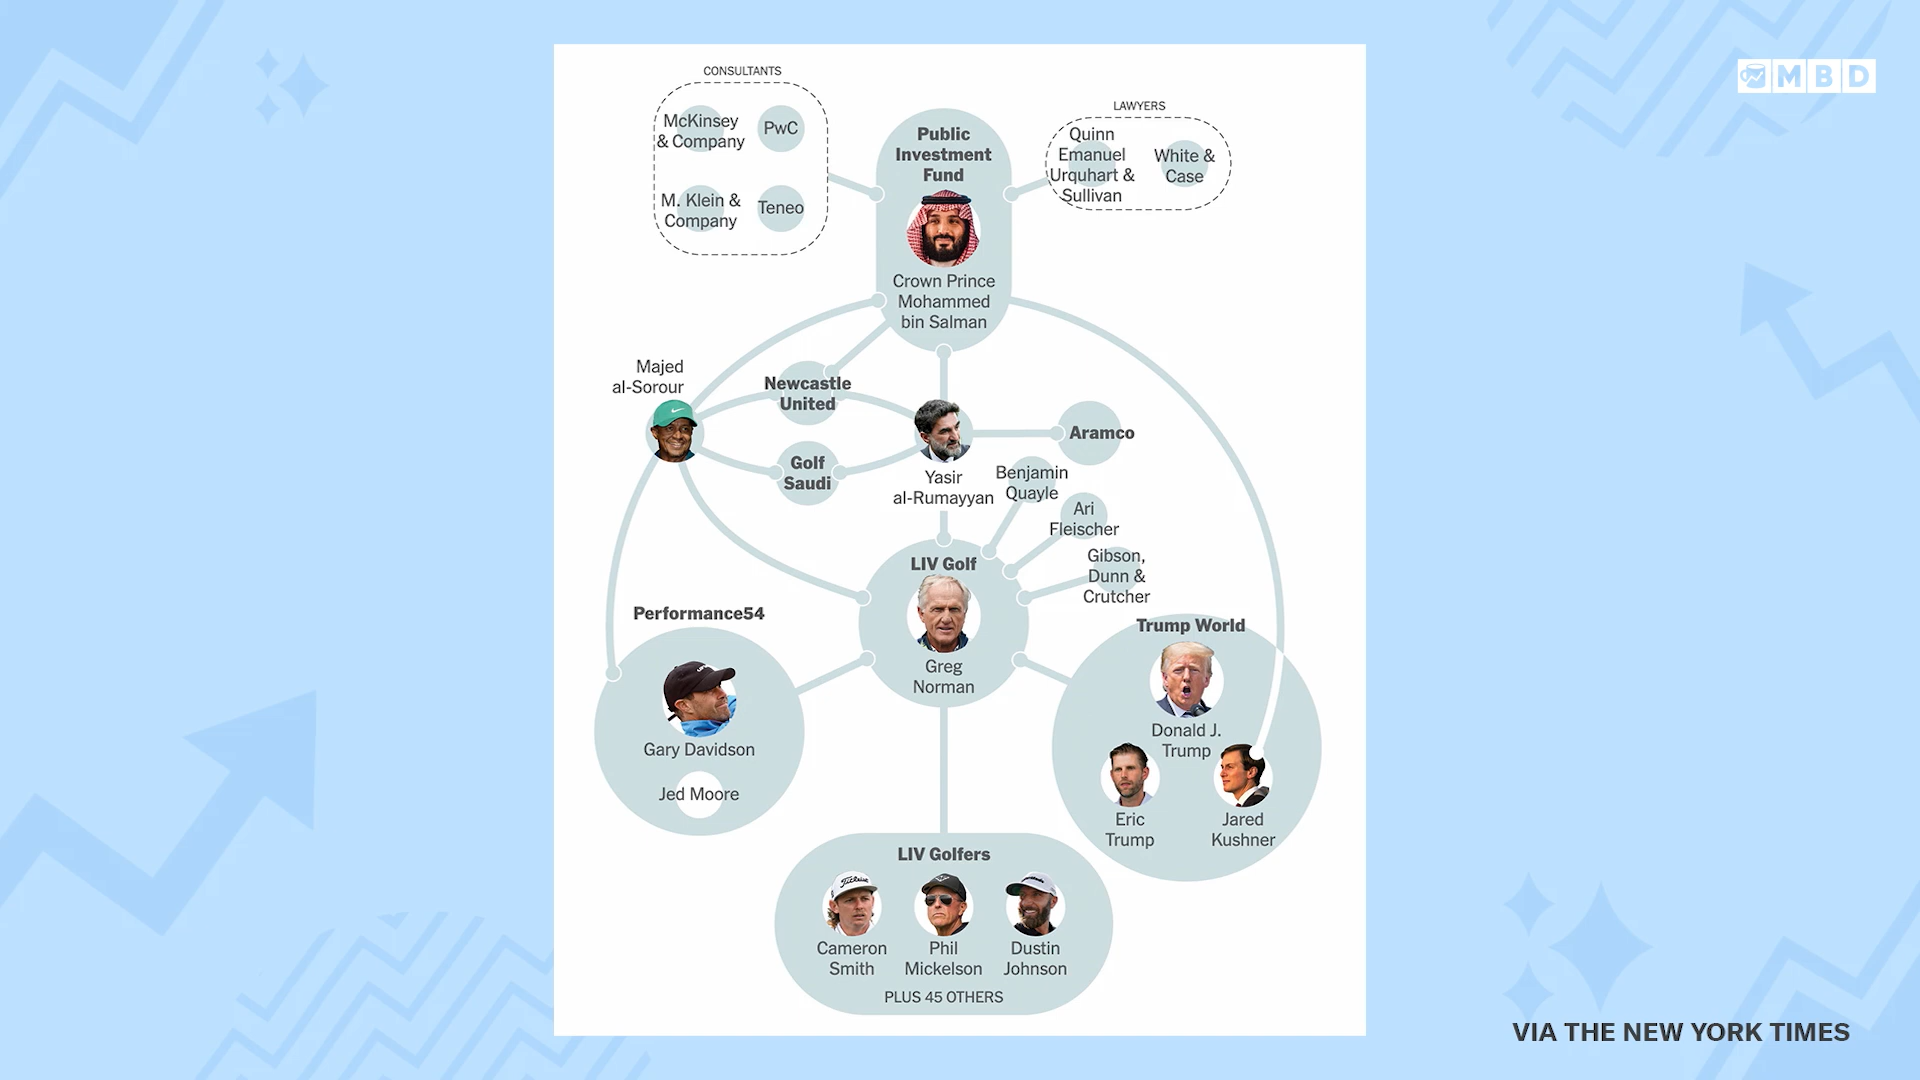 CONSULTANTS
McKinsey
& Company
PwC
M. Klein &
Company
Teneo
Public
Investment
Fund
Crown Prince
Mohammed
bin Salman
LAWYERS
Quinn
Emanuel
Urquhart &
Sullivan
White &
Case
MBD
Majed
al-Sorour
Newcastle
United
Golf
Saudi
Yasir
al-Rumayyan
Aramco
Benjamin
Quayle
Ari
Fleischer
Gibson,
Dunn &
Crutcher
LIV Golf
Greg
Norman
Performance54
Gary Davidson
Jed Moore
Trump World
Donald J.
Trump
Eric
Trump
Jared
Kushner
LIV Golfers
Titleist
Cameron
Smith
Phil
Mickelson
Dustin
Johnson
PLUS 45 OTHERS
VIA THE NEW YORK TIMES